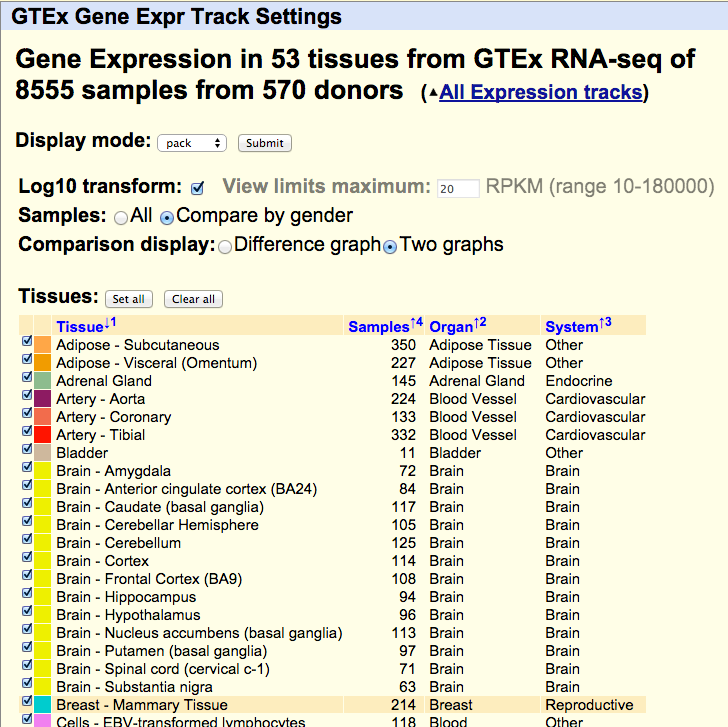 GTEx Gene Expr Track Settings
Gene Expression in 53 tissues from GTEx RNA-seq of
8555 samples from 570 donors (▲All Expression tracks)
Display mode: pack Submit
Log10 transform: View limits maximum: 20 RPKM (range 10-180000)
Samples: All Compare by gender
Comparison display: Difference graph Two graphs
Tissues: Set all Clear all
Tissue↓1 Samples↑4 Organ↑2 System↑3
Adipose - Subcutaneous 350 Adipose Tissue Other
Adipose - Visceral (Omentum) 227 Adipose Tissue Other
Adrenal Gland 145 Adrenal Gland Endocrine
Artery - Aorta 224 Blood Vessel Cardiovascular
Artery - Coronary 133 Blood Vessel Cardiovascular
Artery - Tibial 332 Blood Vessel Cardiovascular
Bladder 11 Bladder Other
Brain - Amygdala 72 Brain Brain
Brain - Anterior cingulate cortex (BA24) 84 Brain Brain
Brain - Caudate (basal ganglia) 117 Brain Brain
Brain - Cerebellar Hemisphere 105 Brain Brain
Brain - Cerebellum 125 Brain Brain
Brain - Cortex 114 Brain Brain
Brain - Frontal Cortex (BA9) 108 Brain Brain
Brain - Hippocampus 94 Brain Brain
Brain - Hypothalamus 96 Brain Brain
Brain - Nucleus accumbens (basal ganglia) 113 Brain Brain
Brain - Putamen (basal ganglia) 97 Brain Brain
Brain - Spinal cord (cervical c-1) 71 Brain Brain
Brain - Substantia nigra 63 Brain Brain
Breast - Mammary Tissue 214 Breast Reproductive
Cells - EBV-transformed lymphocytes 118 Blood Other